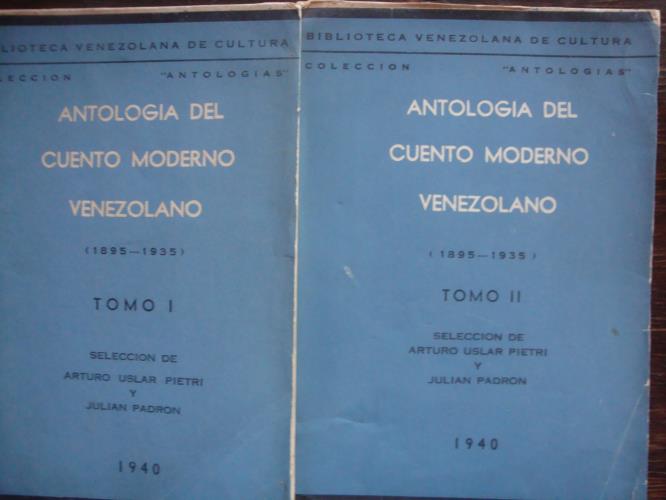 BLIOTECA VENEZOLANA DE CULTURA
LECCION "ANTOLOGIAS"
ANTOLOGIA DEL
CUENTO MODERNO
VENEZOLANO
(1895—1935)
TOMO I
SELECCION DE
ARTURO USLAR PIETRI
Y
JULIAN PADRON
1940
BIBLIOTECA VENEZOLANA DE CULTURA
COLECCION "ANTOLOGIAS"
ANTOLOGIA DEL
CUENTO MODERNO
VENEZOLANO
(1895—1935)
TOMO II
SELECCION DE
ARTURO USLAR PIETRI
Y
JULIAN PADRON
1940